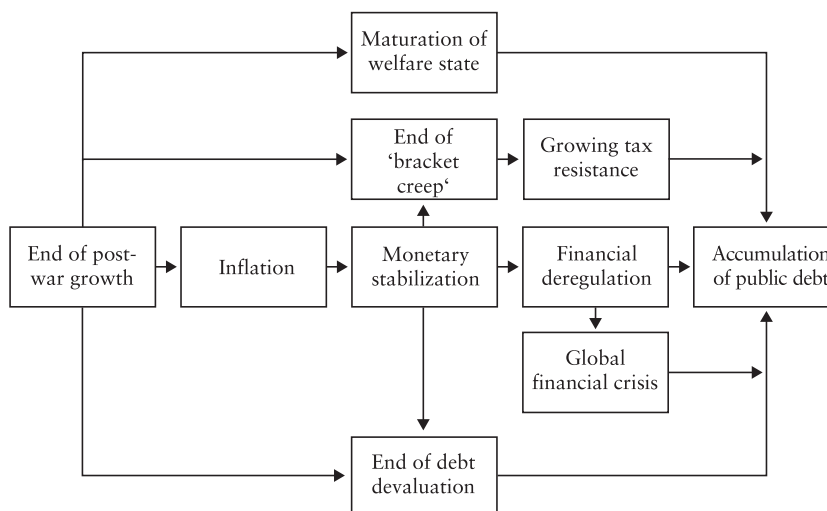 Maturation of
welfare state
End of
‘bracket
creep‘
Growing tax
resistance
End of post-
war growth
Inflation
Monetary
stabilization
Financial
deregulation
Accumulation
of public debt
Global
financial crisis
End of debt
devaluation